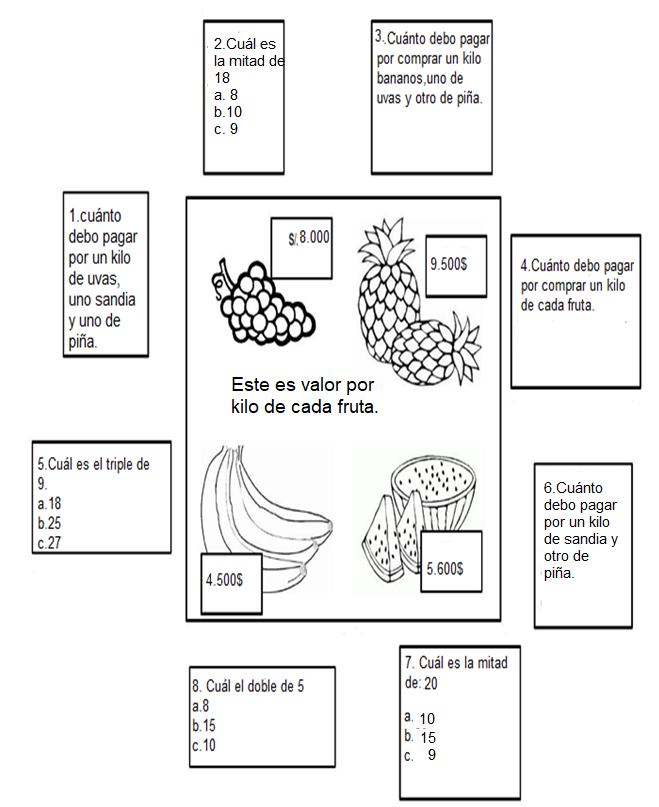 2.Cuál es
la mitad de
18
a. 8
b.10
c. 9
3.Cuánto debo pagar
por comprar un kilo
bananos,uno de
uvas y otro de piña.
1.cuánto
debo pagar
por un kilo
de uvas,
uno sandia
y uno de
piña.
S/. 8.000
9.500$
4.Cuánto debo pagar
por comprar un kilo
de cada fruta.
Este es valor por
kilo de cada fruta.
5.Cuál es el triple de
9.
a.18
b.25
c.27
4.500$
5.600$
6.Cuánto
debo pagar
por un kilo
de sandia y
otro de
piña.
8. Cuál el doble de 5
a.8
b.15
c.10
7. Cuál es la mitad
de: 20
a. 10
b. 15
c. 9